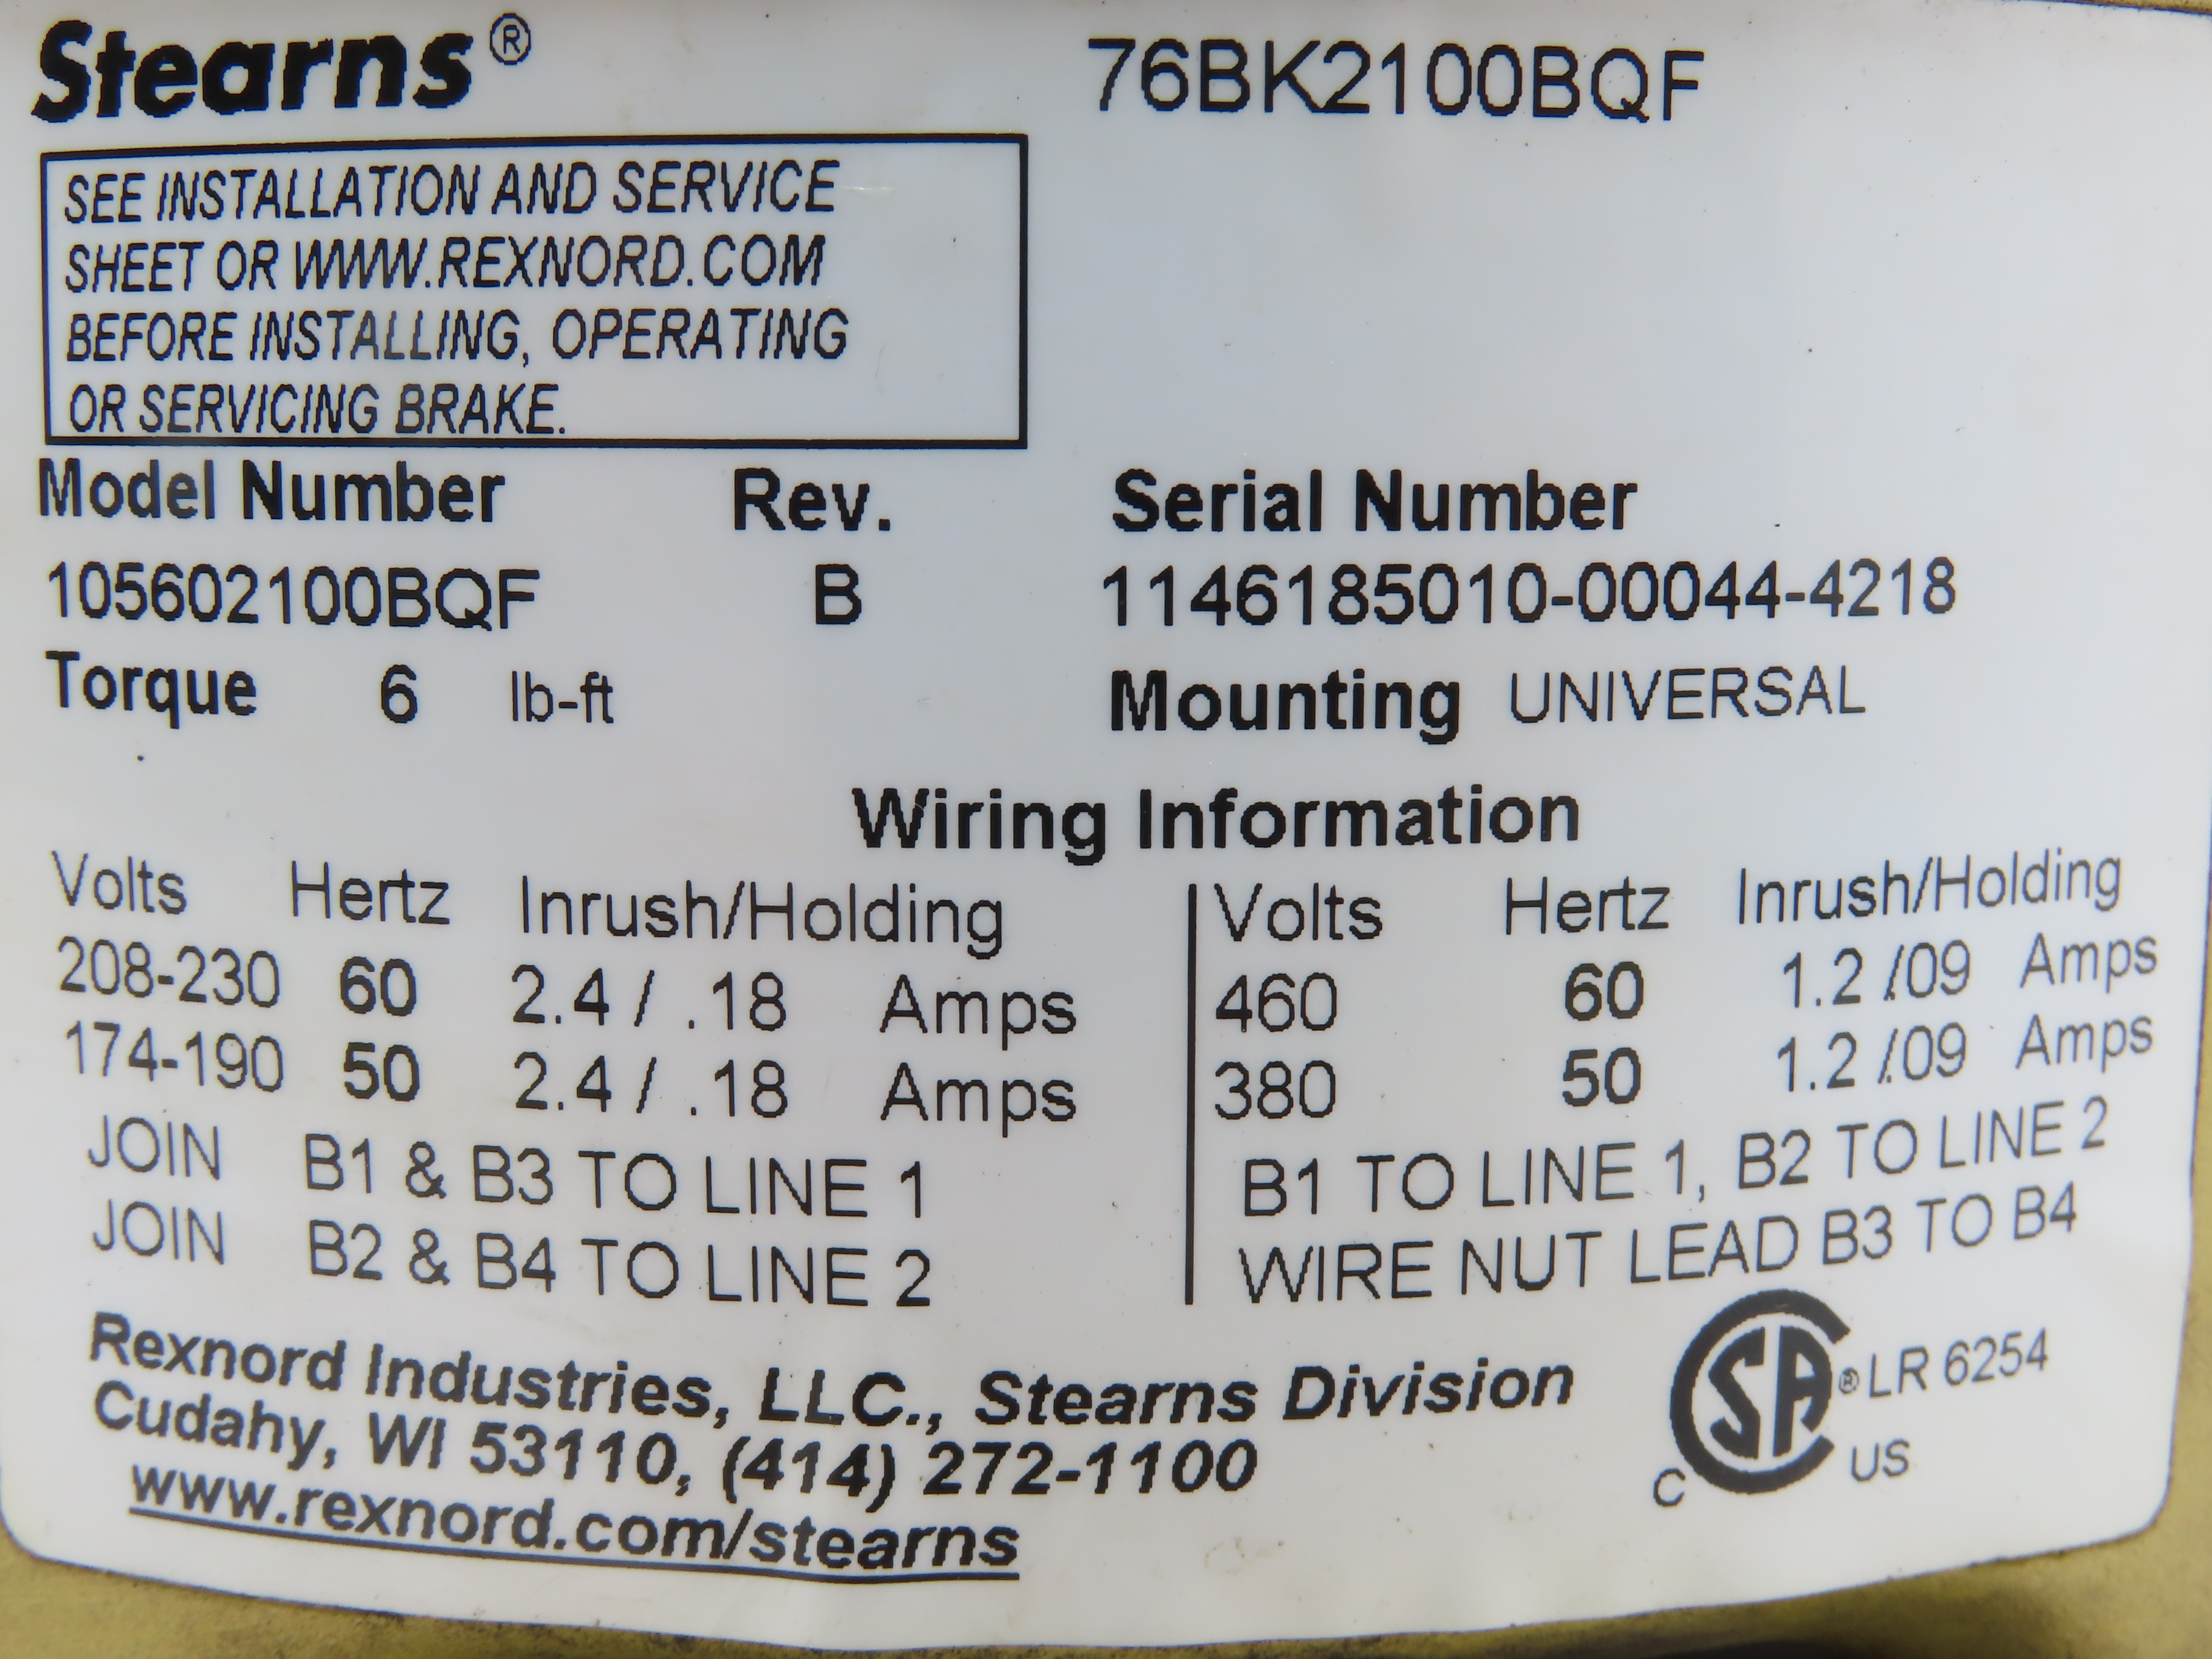 Stearns® 76BK2100BQF
SEE INSTALLATION AND SERVICE
SHEET OR WWW.REXNORD.COM
BEFORE INSTALLING, OPERATING
OR SERVICING BRAKE.
Model Number Rev. Serial Number
105602100BQF B 1146185010-00044-4218
Torque 6 lb-ft Mounting UNIVERSAL
Wiring Information
Volts Hertz Inrush/Holding Volts Hertz Inrush/Holding
208-230 60 2.4 / .18 Amps 460 60 1.2 /.09 Amps
174-190 50 2.4 / .18 Amps 380 50 1.2 /.09 Amps
JOIN B1 & B3 TO LINE 1 B1 TO LINE 1, B2 TO LINE 2
JOIN B2 & B4 TO LINE 2 WIRE NUT LEAD B3 TO B4
Rexnord Industries, LLC., Stearns Division
Cudahy, WI 53110, (414) 272-1100
www.rexnord.com/stearns
C SA ® LR 6254
C US